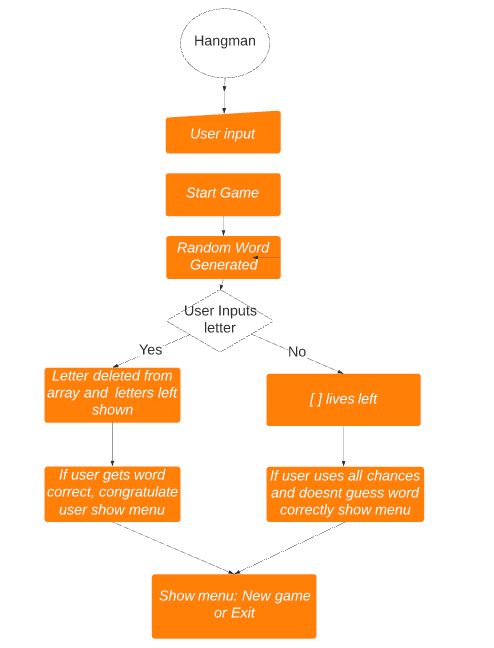 Hangman
User input
Start Game
Random Word
Generated
User Inputs
letter
Yes
No
Letter deleted from
array and letters left
shown
[ ] lives left
If user gets word
correct, congratulate
user show menu
If user uses all chances
and doesnt guess word
correctly show menu
Show menu: New game
or Exit